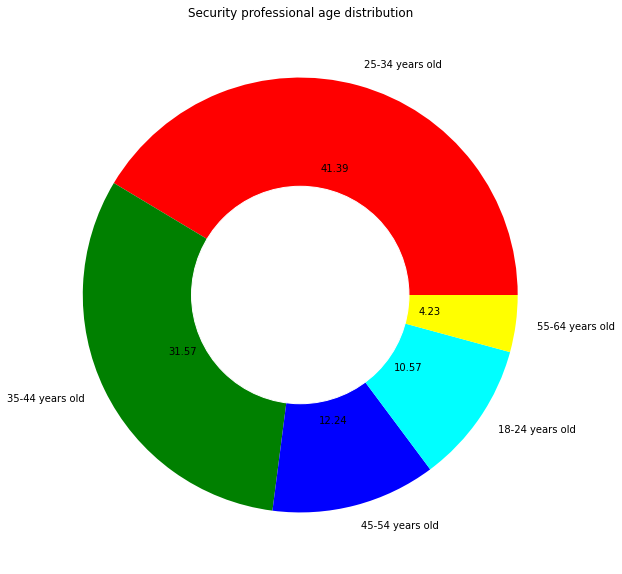 Security professional age distribution
25-34 years old
41.39
4.23
55-64 years old
31.57
10.57
35-44 years old
12.24
18-24 years old
45-54 years old